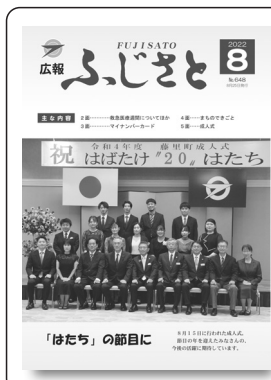 FUJISATO
広報
ふじさと
2022
8
№648
主な内容
2面………救急医療週間についてほか
3面………マイナンバーカード
4面……まちのできごと
5面……成人式
令和4年度 藤里町成人式
祝 はばたけ〝20〟はたち
「はたち」の節目に
8月15日に行われた成人式。
節目の年を迎えたみなさんの、
今後の活躍に期待しています。